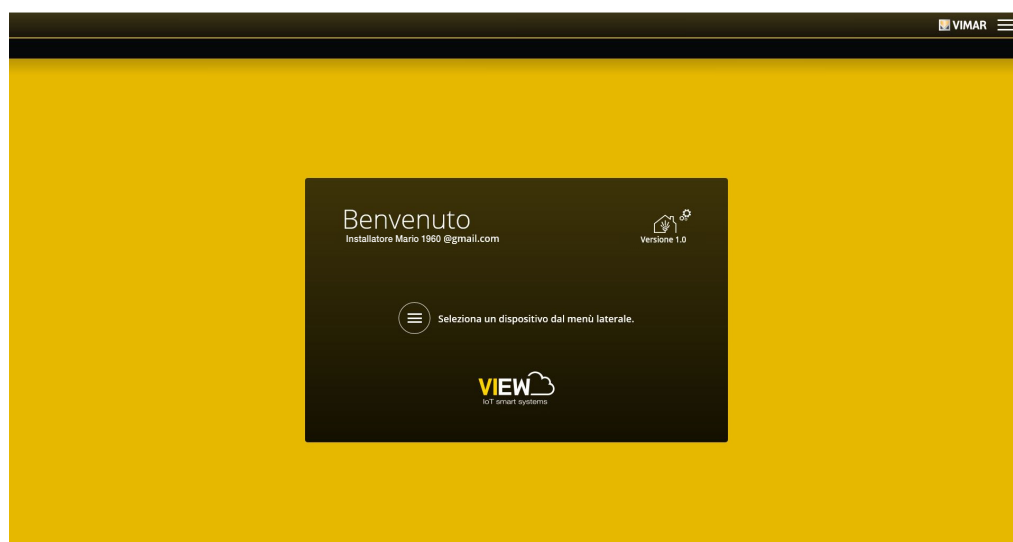 VIMAR
Benvenuto
Installatore Mario 1960 @gmail.com
Versione 1.0
Seleziona un dispositivo dal menù laterale.
VIEW
IoT smart systems